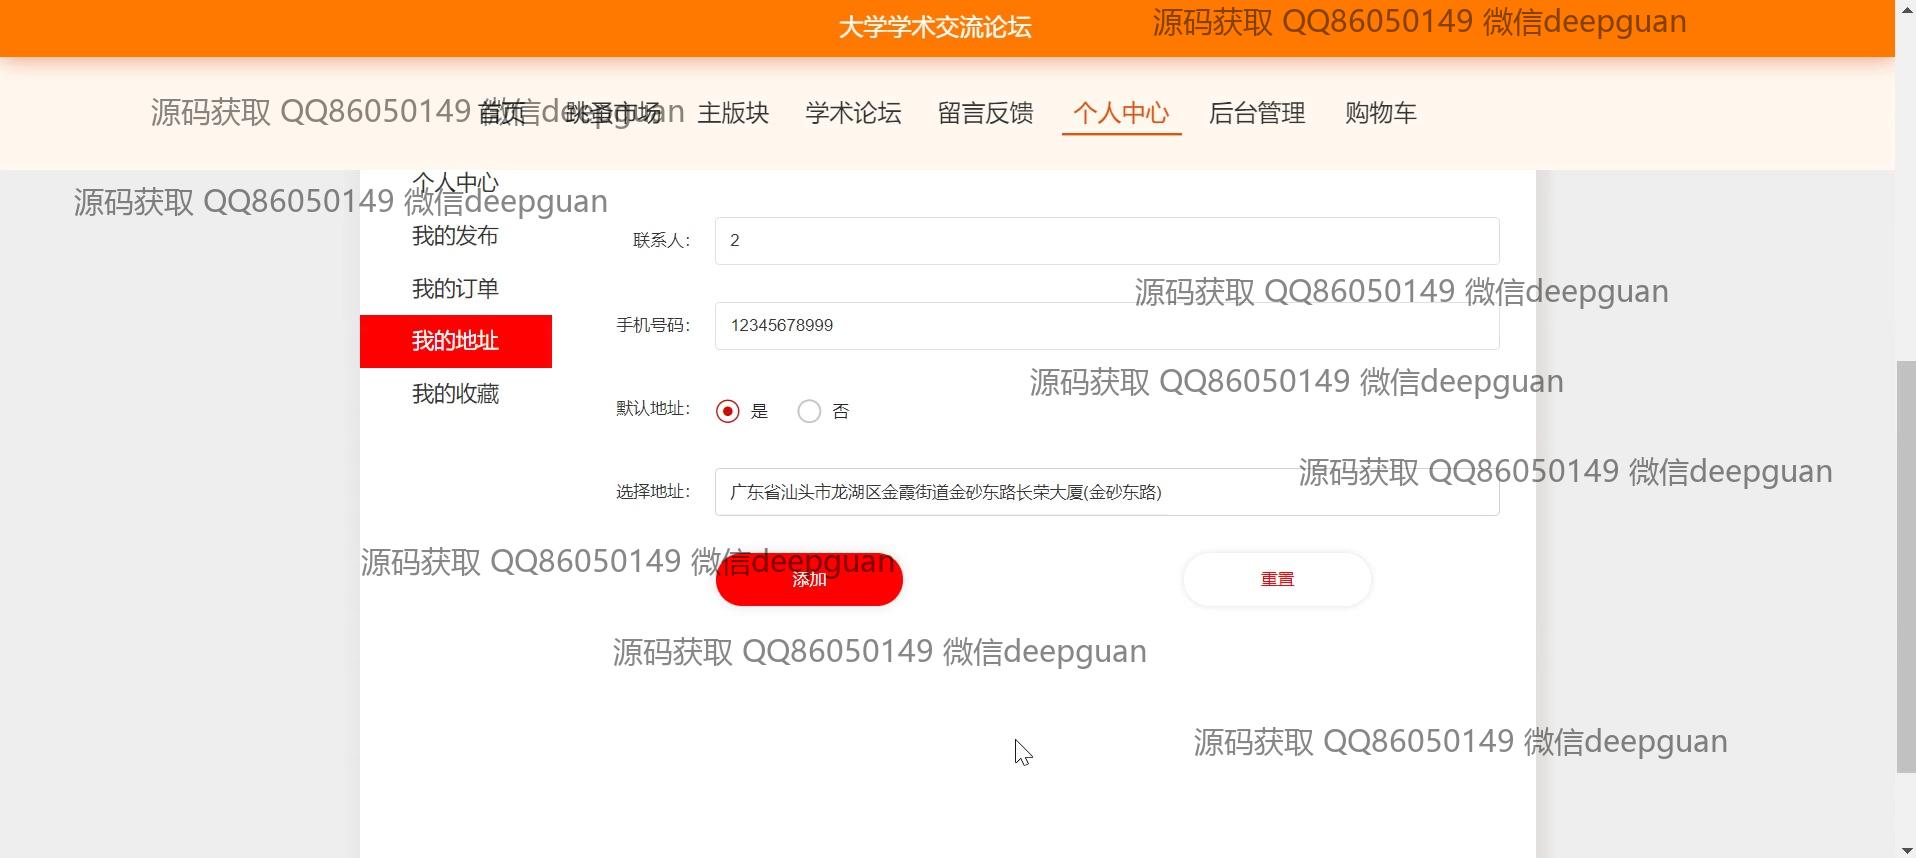 大学学术交流论坛
源码获取 QQ86050149 微信deepguan
源码获取 QQ86050149 微信deepguan
首页 跳蚤市场 主版块 学术论坛 留言反馈 个人中心 后台管理 购物车
个人中心
源码获取 QQ86050149 微信deepguan
我的发布
联系人: 2
我的订单
源码获取 QQ86050149 微信deepguan
手机号码: 12345678999
我的地址
源码获取 QQ86050149 微信deepguan
我的收藏
默认地址: 是 否
源码获取 QQ86050149 微信deepguan
选择地址: 广东省汕头市龙湖区金霞街道金砂东路长荣大厦(金砂东路)
源码获取 QQ86050149 微信deepguan
添加 重置
源码获取 QQ86050149 微信deepguan
源码获取 QQ86050149 微信deepguan